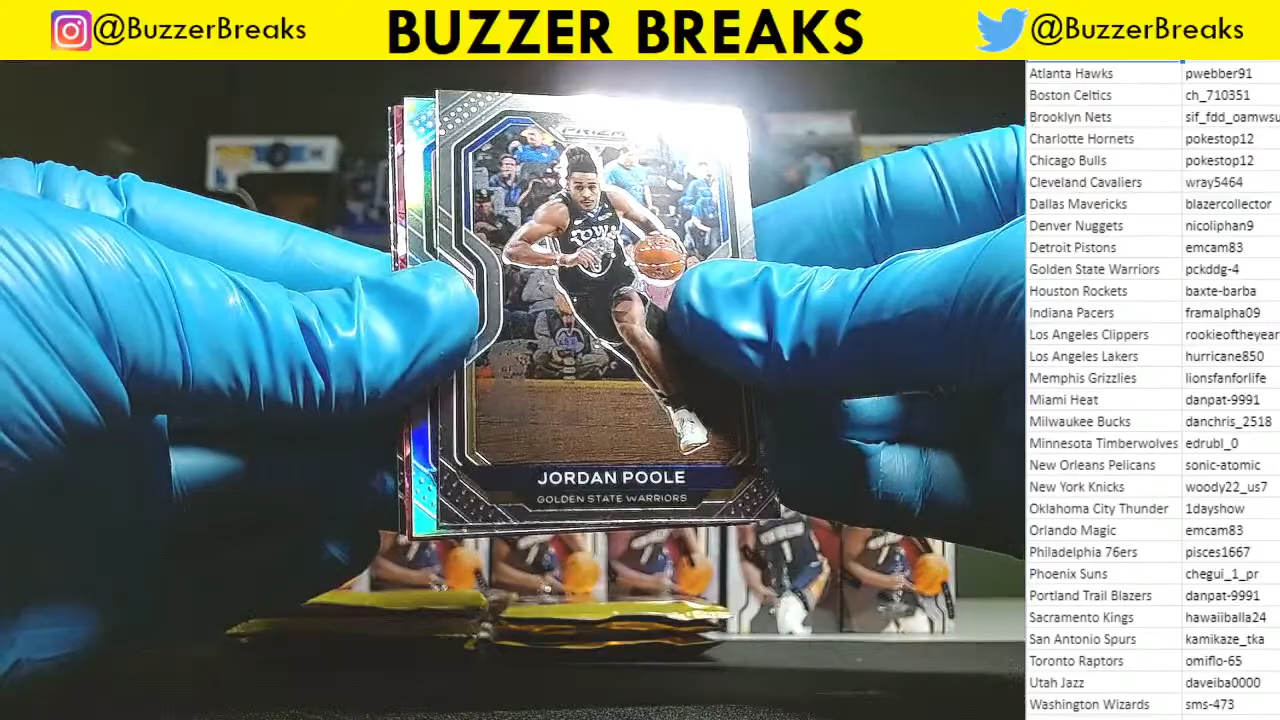 @BuzzerBreaks
BUZZER BREAKS
@BuzzerBreaks
PRIZM
TOWN
JORDAN POOLE
GOLDEN STATE WARRIORS
Atlanta Hawks pwebber91
Boston Celtics ch_710351
Brooklyn Nets sif_fdd_oamwsu
Charlotte Hornets pokestop12
Chicago Bulls pokestop12
Cleveland Cavaliers wray5464
Dallas Mavericks blazercollector
Denver Nuggets nicoliphan9
Detroit Pistons emcam83
Golden State Warriors pckddg-4
Houston Rockets baxte-barba
Indiana Pacers framalpha09
Los Angeles Clippers rookieoftheyear
Los Angeles Lakers hurricane850
Memphis Grizzlies lionsfanforlife
Miami Heat danpat-9991
Milwaukee Bucks danchris_2518
Minnesota Timberwolves edrubl_0
New Orleans Pelicans sonic-atomic
New York Knicks woody22_us7
Oklahoma City Thunder 1dayshow
Orlando Magic emcam83
Philadelphia 76ers pisces1667
Phoenix Suns chegui_1_pr
Portland Trail Blazers danpat-9991
Sacramento Kings hawaiiballa24
San Antonio Spurs kamikaze_tka
Toronto Raptors omiflo-65
Utah Jazz daveiba0000
Washington Wizards sms-473